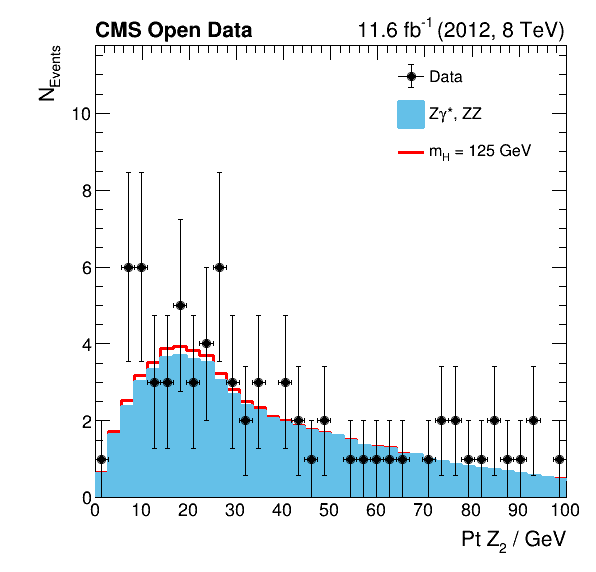 CMS Open Data 11.6 fb⁻¹ (2012, 8 TeV)
N_Events
Data
Zγ*, ZZ
m_H = 125 GeV
10
8
6
4
2
0
0 10 20 30 40 50 60 70 80 90 100
Pt Z₂ / GeV